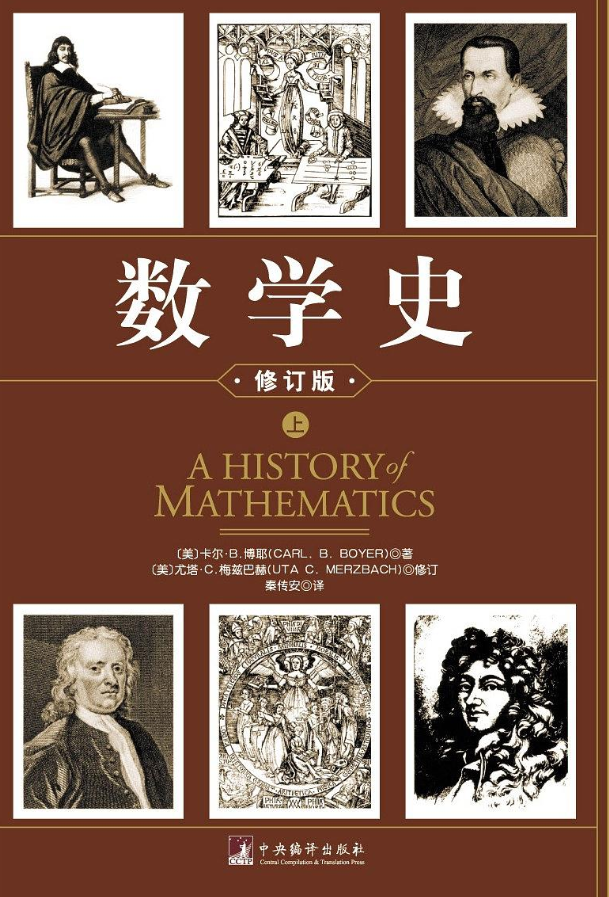 数学史
·修订版·
上
A HISTORY of
MATHEMATICS
〔美〕卡尔·B.博耶(CARL. B. BOYER)◎著
〔美〕尤塔·C.梅兹巴赫(UTA C. MERZBACH)◎修订
秦传安◎译
CCTP
中央编译出版社
Central Compilation & Translation Press